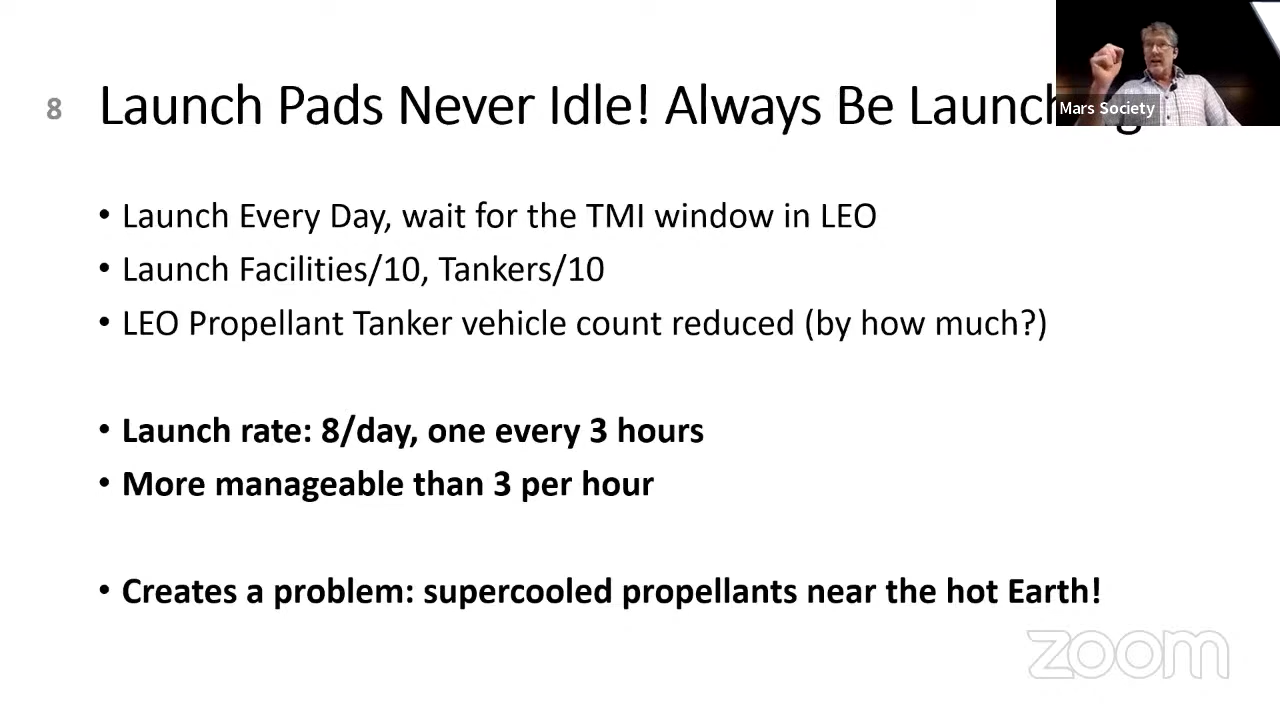 8
Launch Pads Never Idle! Always Be Launch g
Mars Society
• Launch Every Day, wait for the TMI window in LEO
• Launch Facilities/10, Tankers/10
• LEO Propellant Tanker vehicle count reduced (by how much?)
• Launch rate: 8/day, one every 3 hours
• More manageable than 3 per hour
• Creates a problem: supercooled propellants near the hot Earth!
zoom